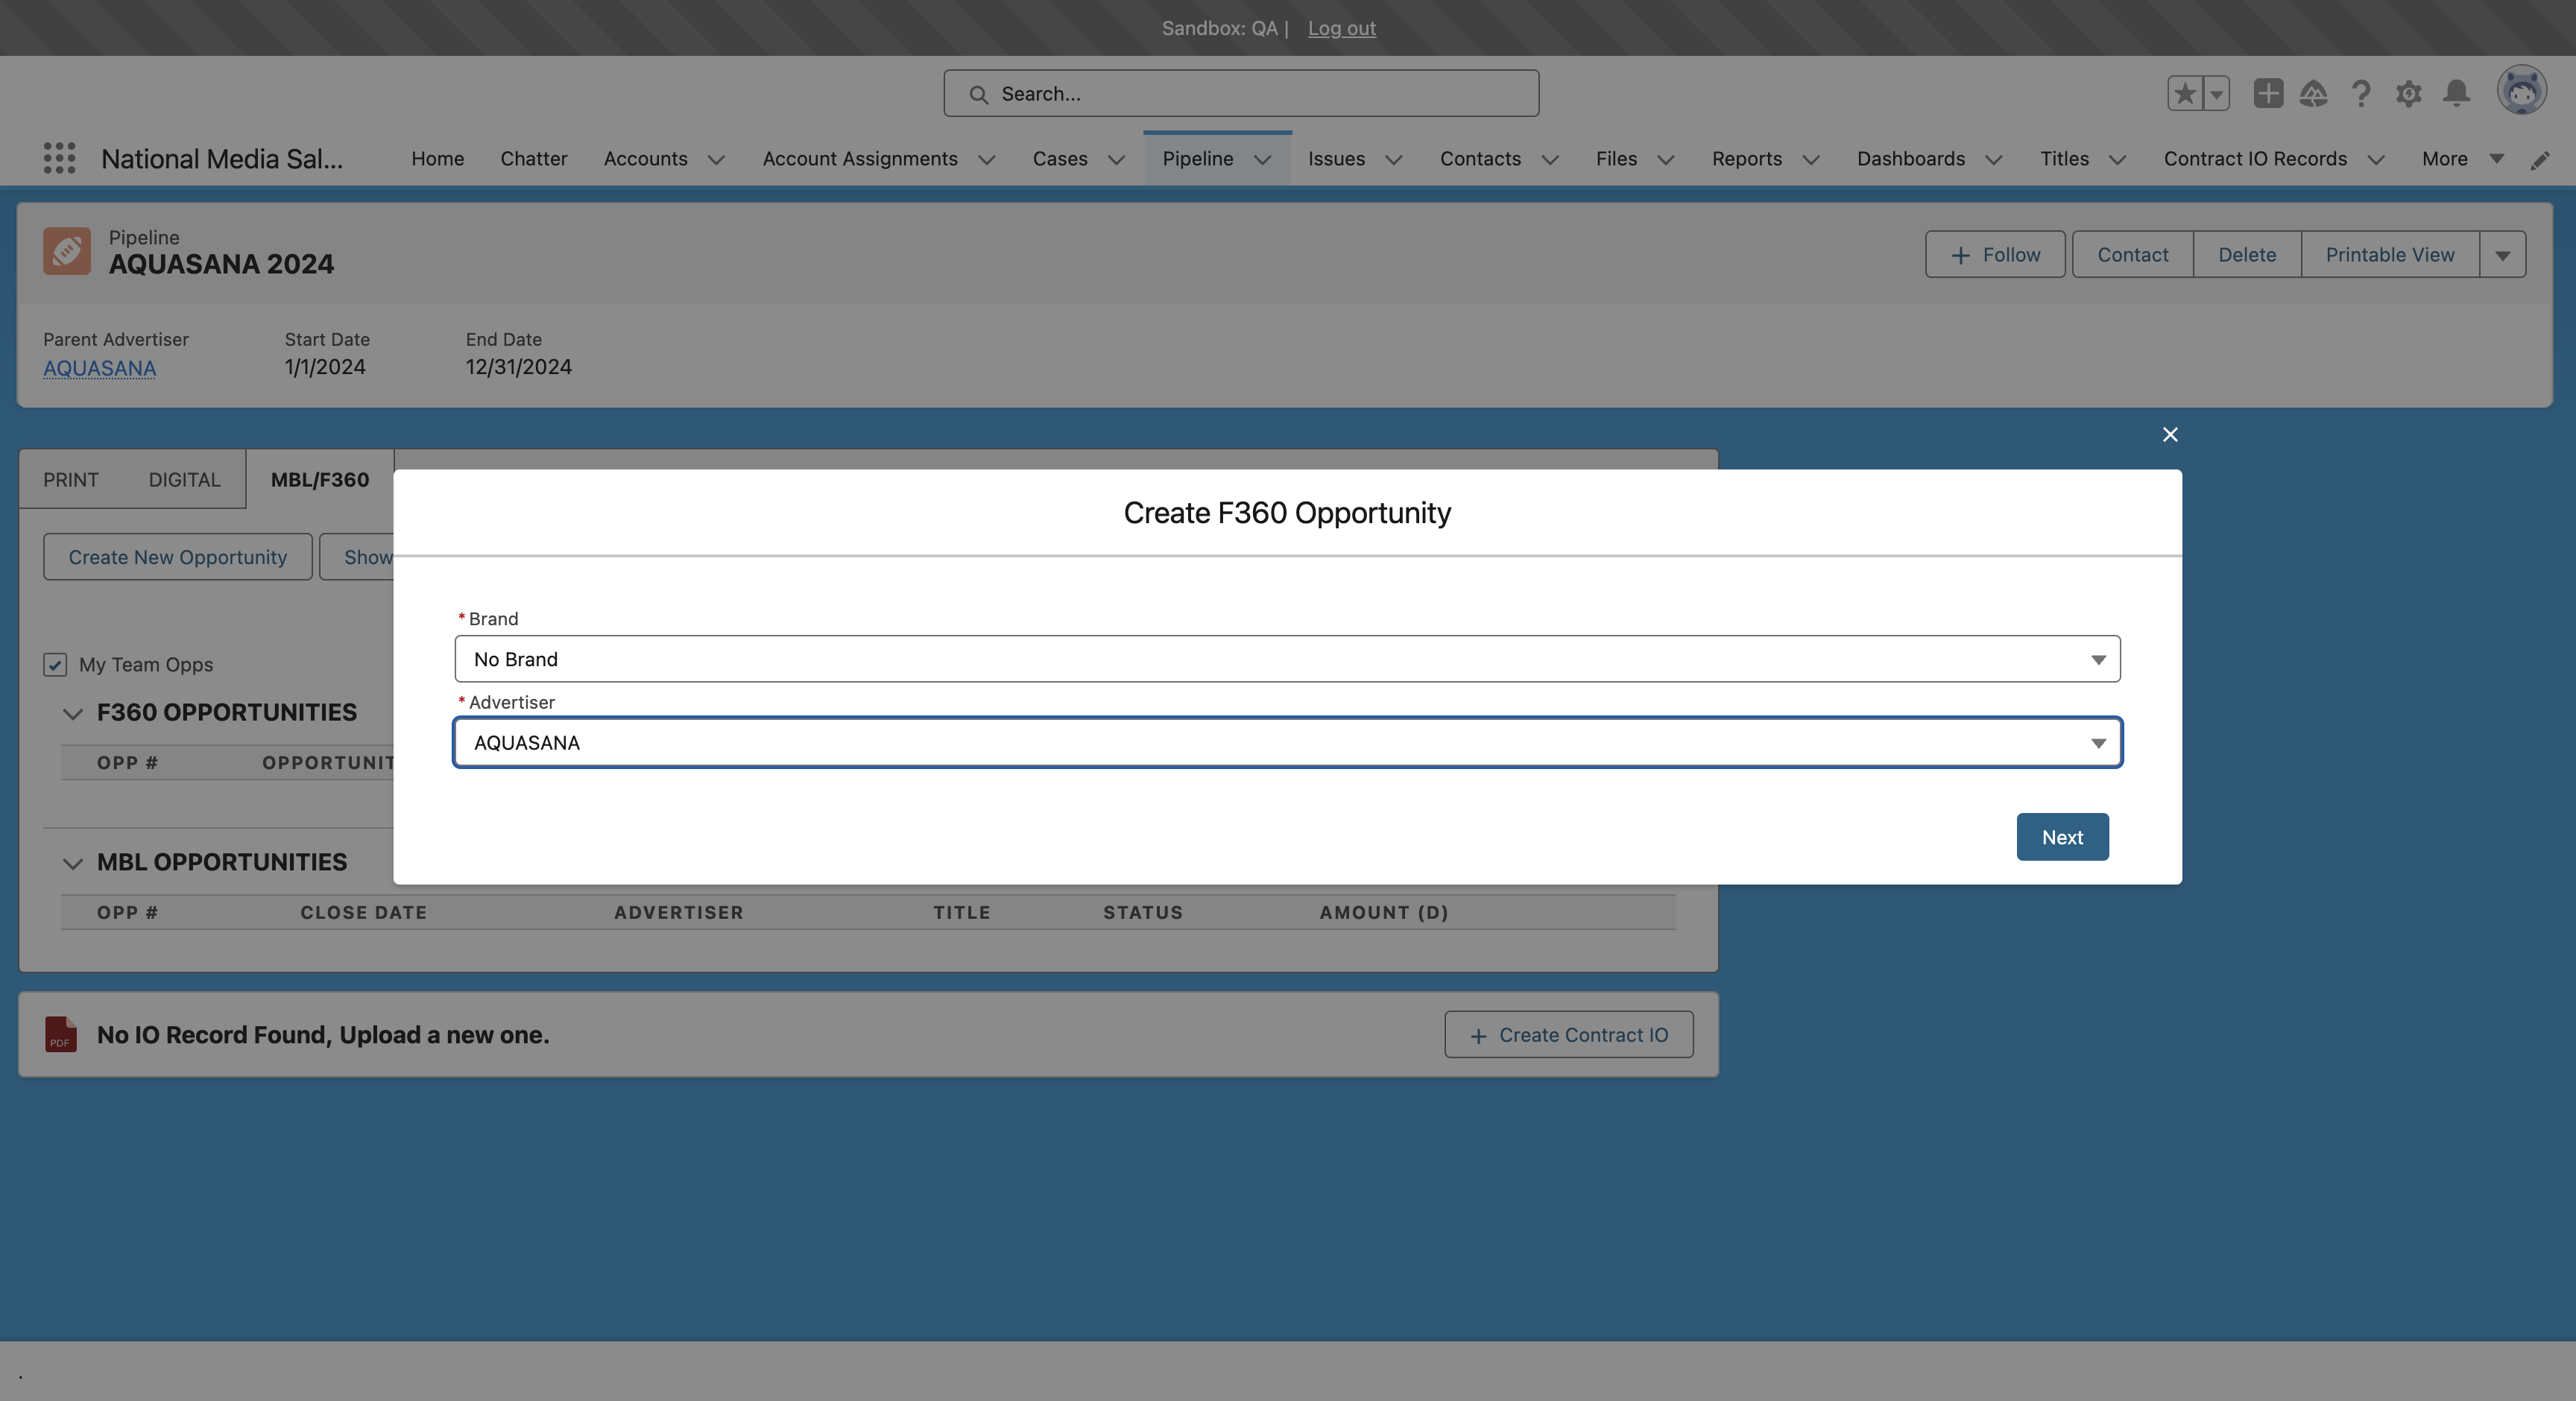 Sandbox: QA | Log out
Search...
National Media Sal... Home Chatter Accounts Account Assignments Cases Pipeline Issues Contacts Files Reports Dashboards Titles Contract IO Records More
Pipeline
AQUASANA 2024
Follow Contact Delete Printable View
Parent Advertiser Start Date End Date
AQUASANA 1/1/2024 12/31/2024
PRINT DIGITAL MBL/F360
Create New Opportunity Show
Create F360 Opportunity
* Brand
No Brand
* Advertiser
AQUASANA
Next
My Team Opps
F360 OPPORTUNITIES
OPP # OPPORTUNIT
MBL OPPORTUNITIES
OPP # CLOSE DATE ADVERTISER TITLE STATUS AMOUNT (D)
PDF
No IO Record Found, Upload a new one. Create Contract IO
.